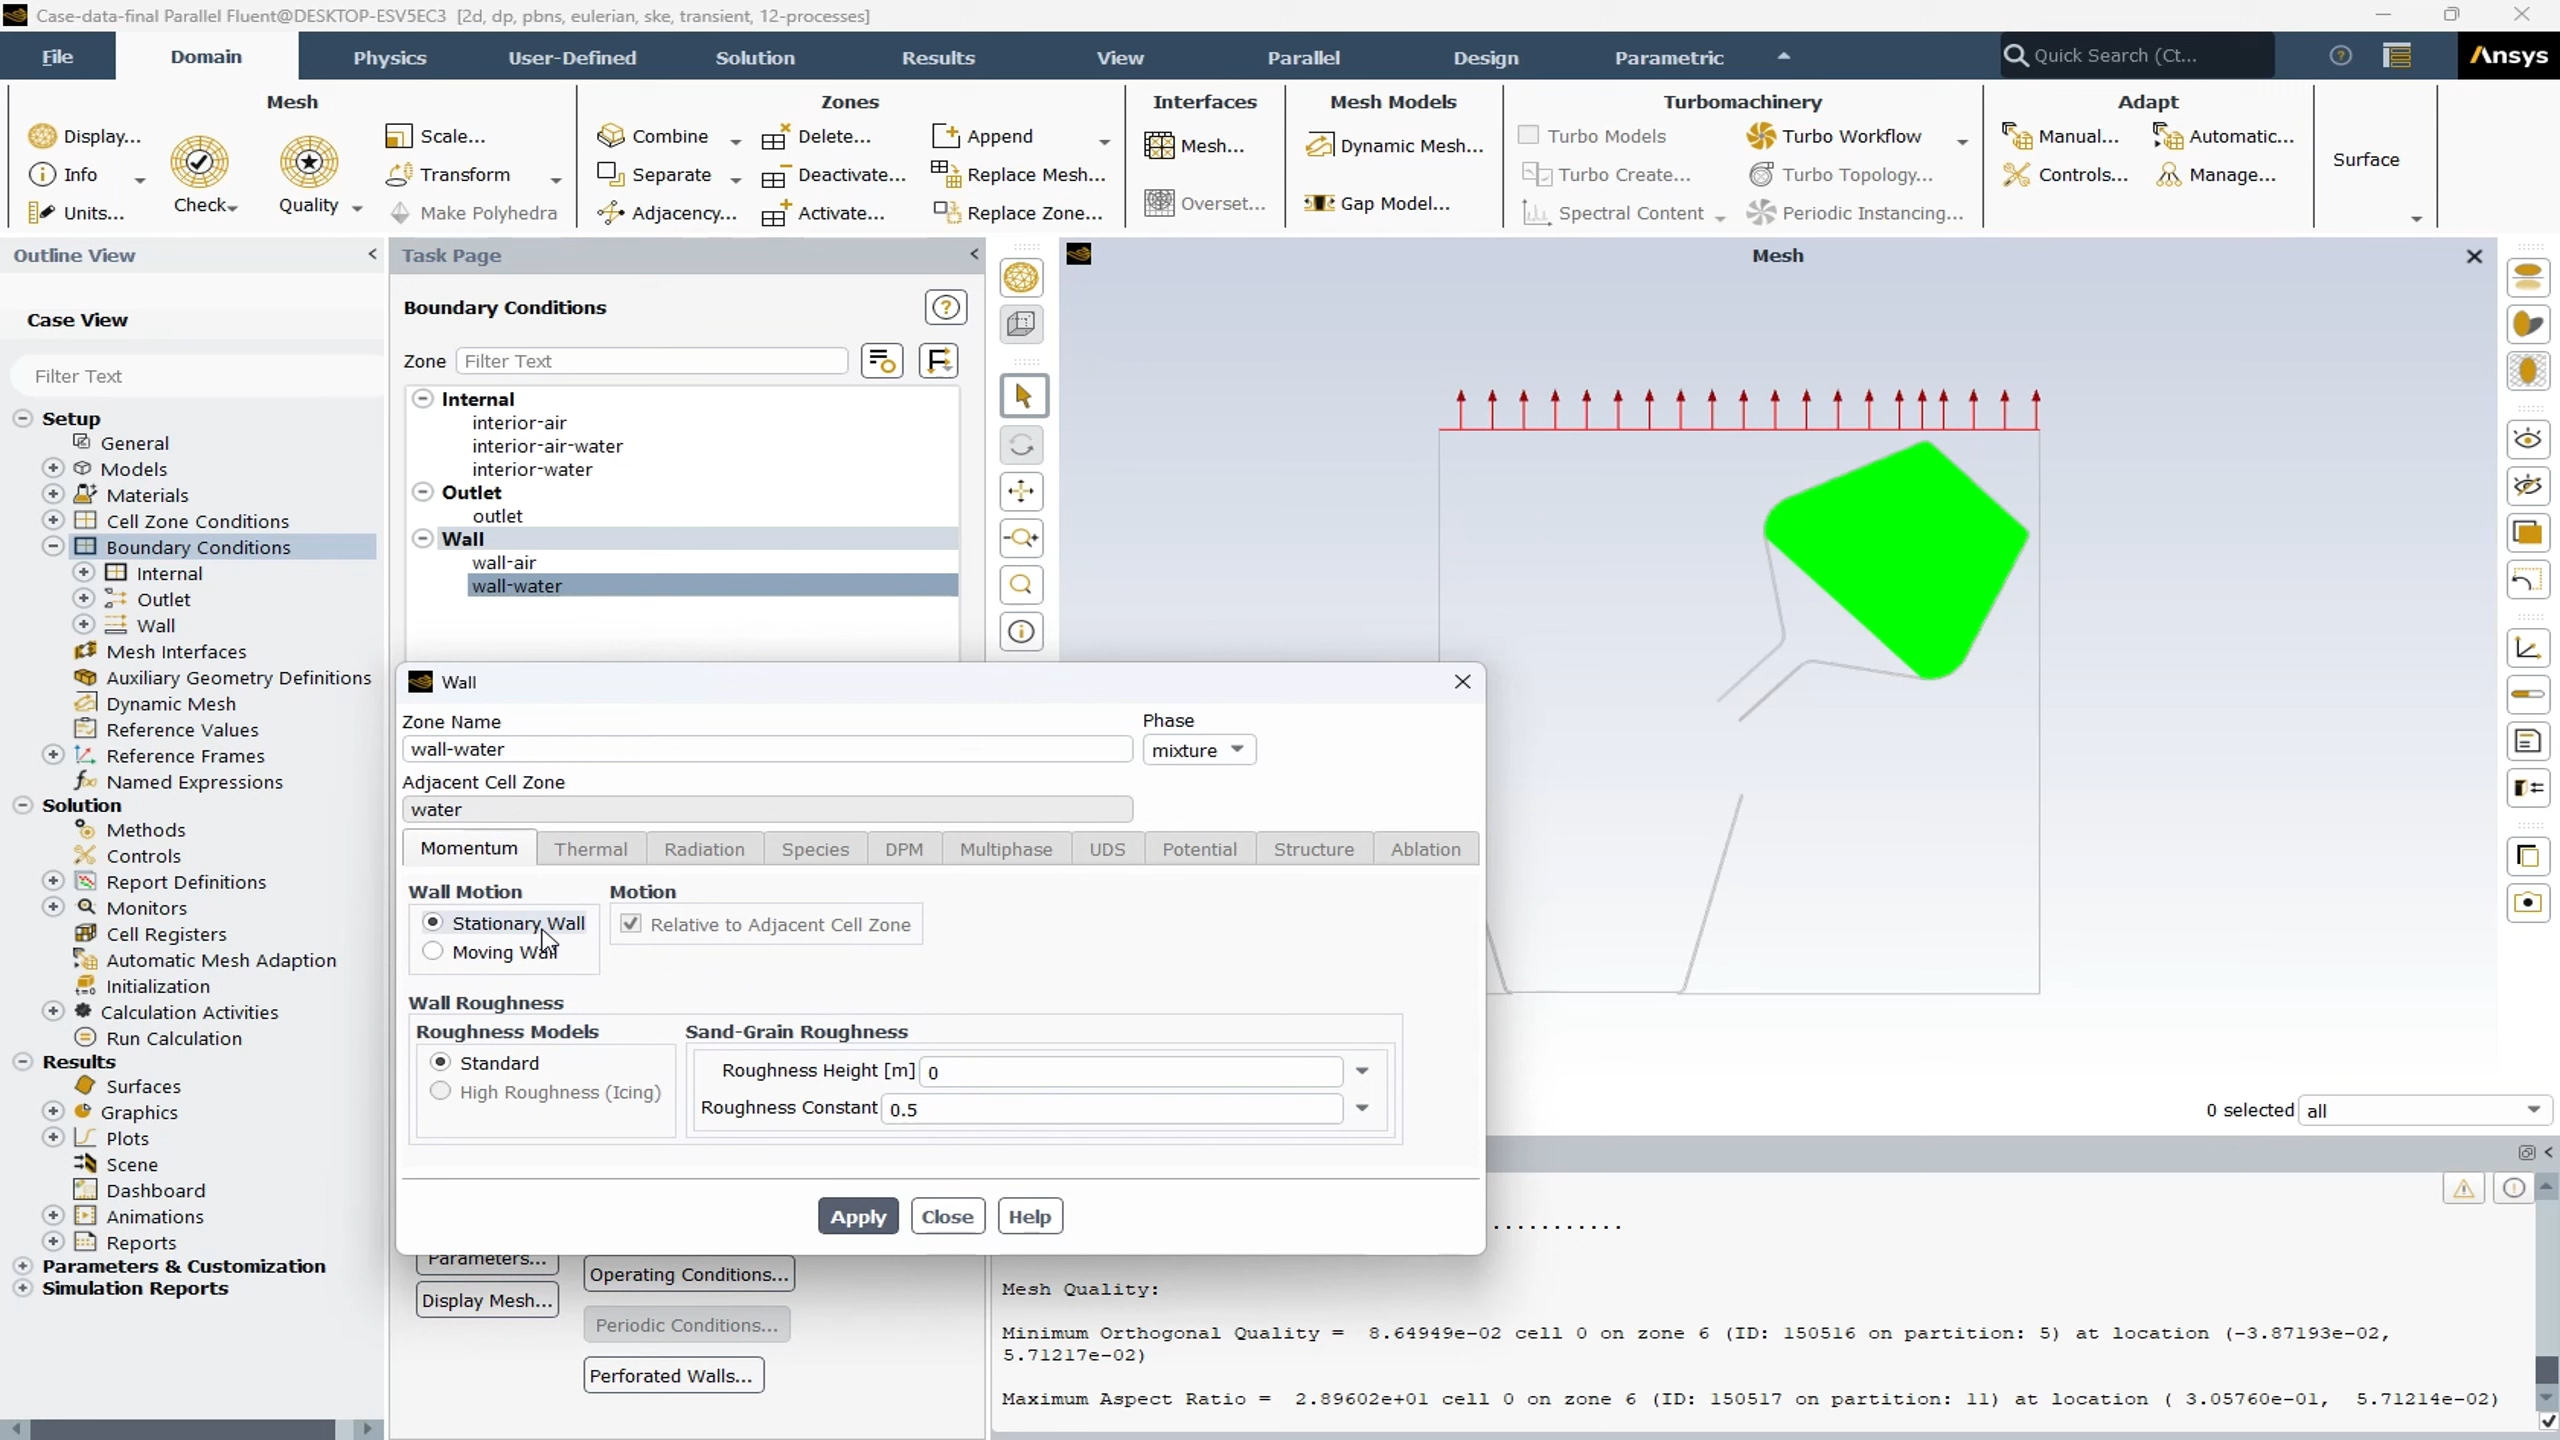 Case-data-final Parallel Fluent@DESKTOP-ESV5EC3 [2d, dp, pbns, eulerian, ske, transient, 12-processes]
File Domain Physics User-Defined Solution Results View Parallel Design Parametric Quick Search (Ct... Ansys
Mesh Zones Interfaces Mesh Models Turbomachinery Adapt
Display... Scale... Combine Delete... Append Mesh... Dynamic Mesh... Turbo Models Turbo Workflow Manual... Automatic...
Info Transform Separate Deactivate... Replace Mesh... Turbo Create... Turbo Topology... Controls... Manage... Surface
Units... Check Quality Make Polyhedra Adjacency... Activate... Replace Zone... Overset... Gap Model... Spectral Content Periodic Instancing...
Outline View
Case View
Filter Text
Setup
General
Models
Materials
Cell Zone Conditions
Boundary Conditions
Internal
Outlet
Wall
Mesh Interfaces
Auxiliary Geometry Definitions
Dynamic Mesh
Reference Values
Reference Frames
Named Expressions
Solution
Methods
Controls
Report Definitions
Monitors
Cell Registers
Automatic Mesh Adaption
Initialization
Calculation Activities
Run Calculation
Results
Surfaces
Graphics
Plots
Scene
Dashboard
Animations
Reports
Parameters & Customization
Simulation Reports
Task Page
Boundary Conditions
Zone Filter Text
Internal
interior-air
interior-air-water
interior-water
Outlet
outlet
Wall
wall-air
wall-water
Mesh
Wall
Zone Name Phase
wall-water mixture
Adjacent Cell Zone
water
Momentum Thermal Radiation Species DPM Multiphase UDS Potential Structure Ablation
Wall Motion Motion
Stationary Wall Relative to Adjacent Cell Zone
Moving Wall
Wall Roughness
Roughness Models Sand-Grain Roughness
Standard Roughness Height [m] 0
High Roughness (Icing) Roughness Constant 0.5
Apply Close Help
Parameters... Operating Conditions...
Display Mesh... Periodic Conditions...
Perforated Walls...
0 selected all
...........
Mesh Quality:
Minimum Orthogonal Quality = 8.64949e-02 cell 0 on zone 6 (ID: 150516 on partition: 5) at location (-3.87193e-02,
5.71217e-02)
Maximum Aspect Ratio = 2.89602e+01 cell 0 on zone 6 (ID: 150517 on partition: 11) at location ( 3.05760e-01, 5.71214e-02)